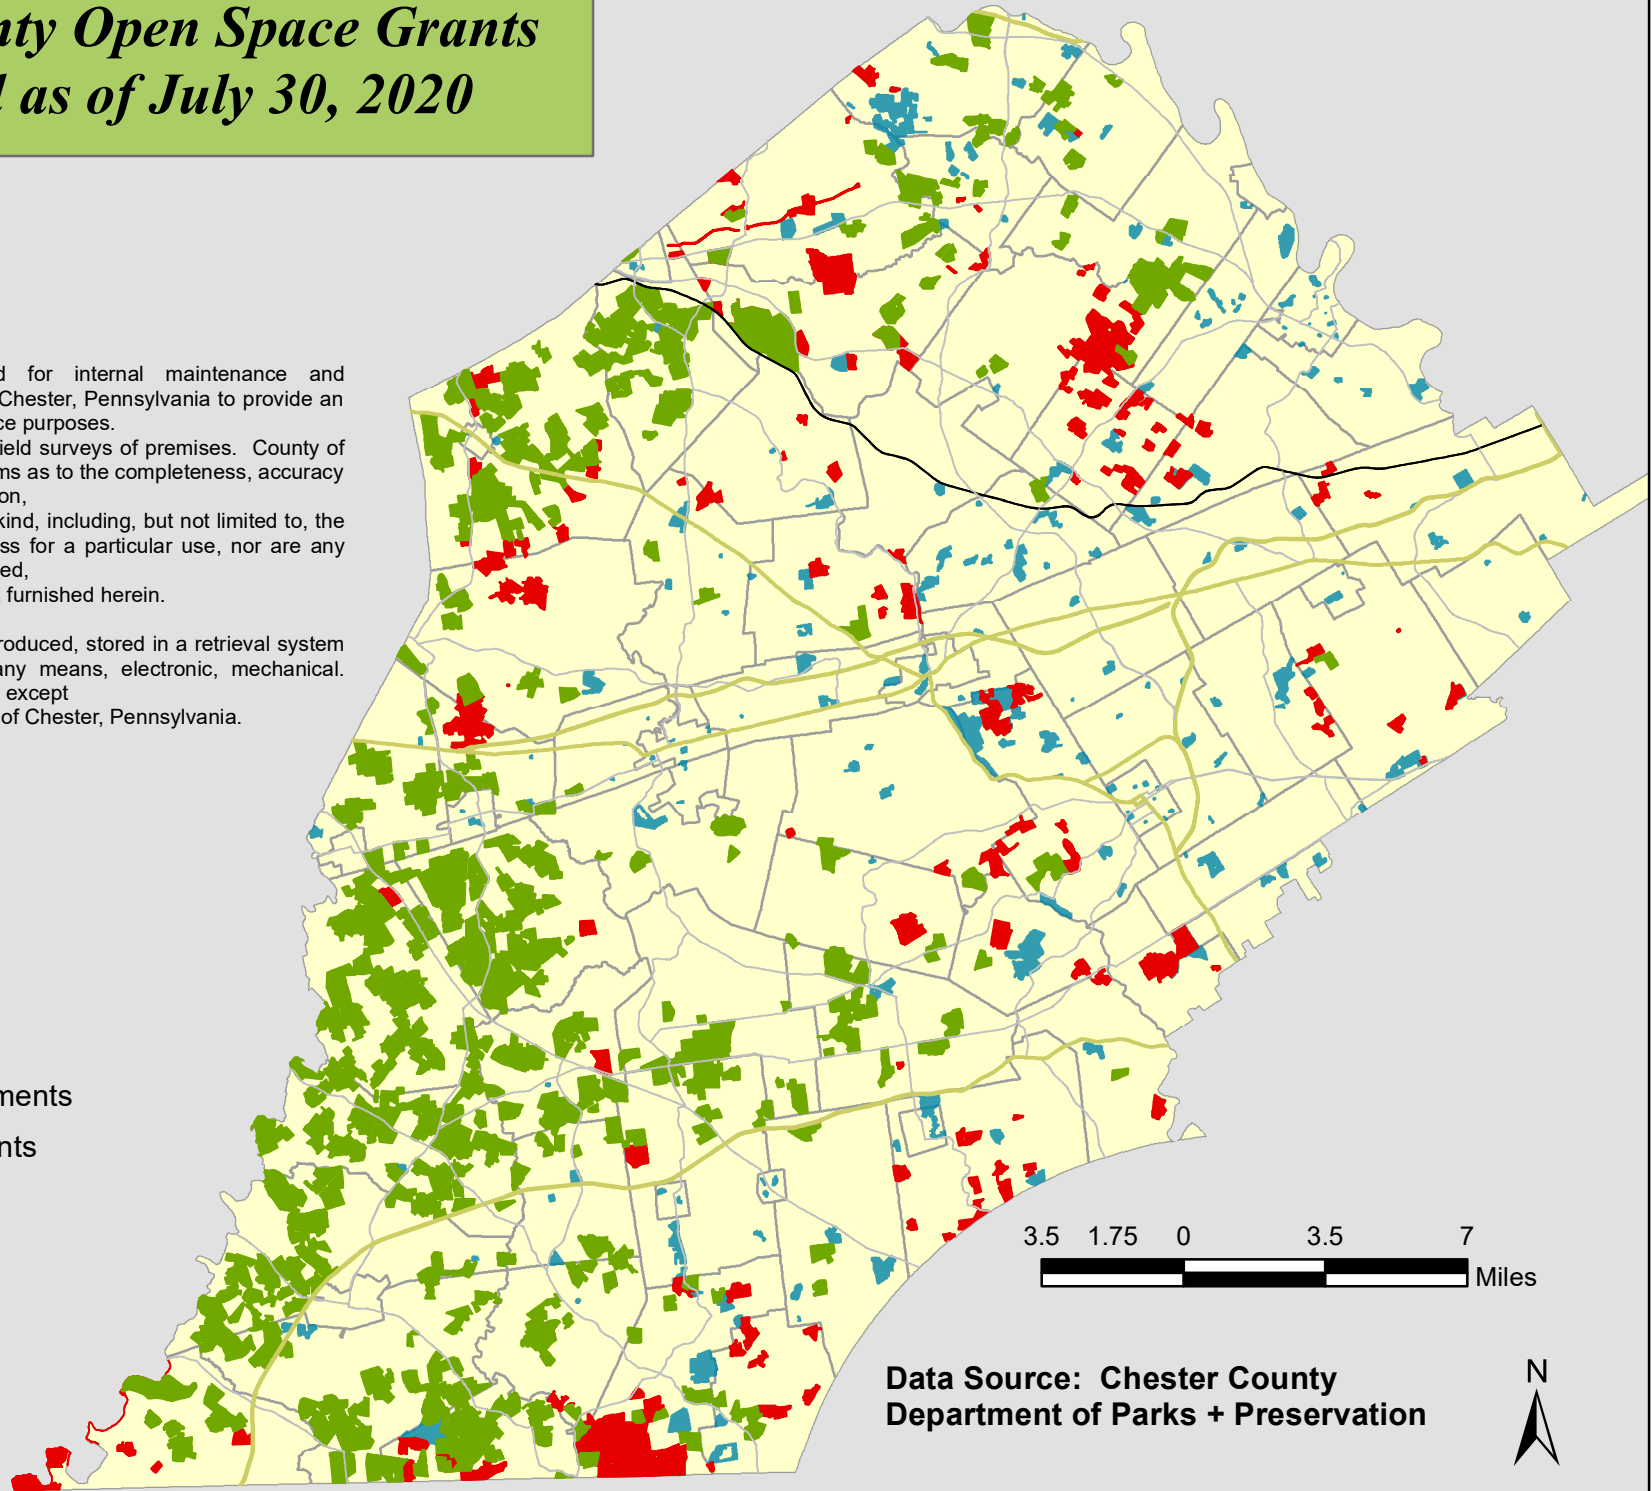 nty Open Space Grants
d as of July 30, 2020
d for internal maintenance and
Chester, Pennsylvania to provide an
ce purposes.
ield surveys of premises. County of
ms as to the completeness, accuracy
on,
kind, including, but not limited to, the
ss for a particular use, nor are any
ed,
furnished herein.
roduced, stored in a retrieval system
any means, electronic, mechanical.
except
of Chester, Pennsylvania.
ments
nts
3.5 1.75 0 3.5 7
Miles
Data Source: Chester County
Department of Parks + Preservation
N